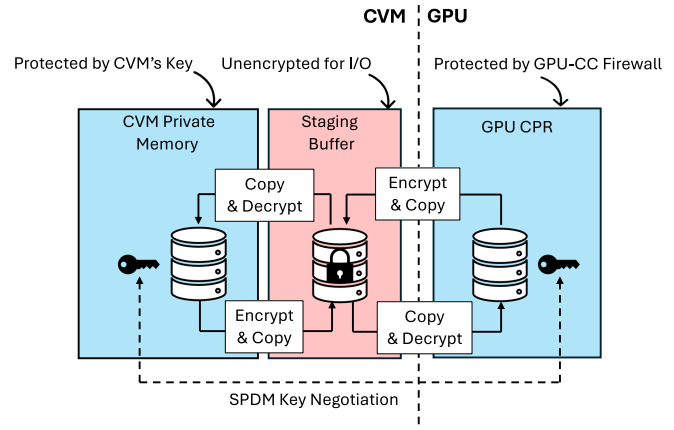 CVM GPU
Protected by CVM's Key
Unencrypted for I/O
Protected by GPU-CC Firewall
CVM Private
Memory
Staging
Buffer
GPU CPR
Copy
& Decrypt
Encrypt
& Copy
Encrypt
& Copy
Copy
& Decrypt
SPDM Key Negotiation